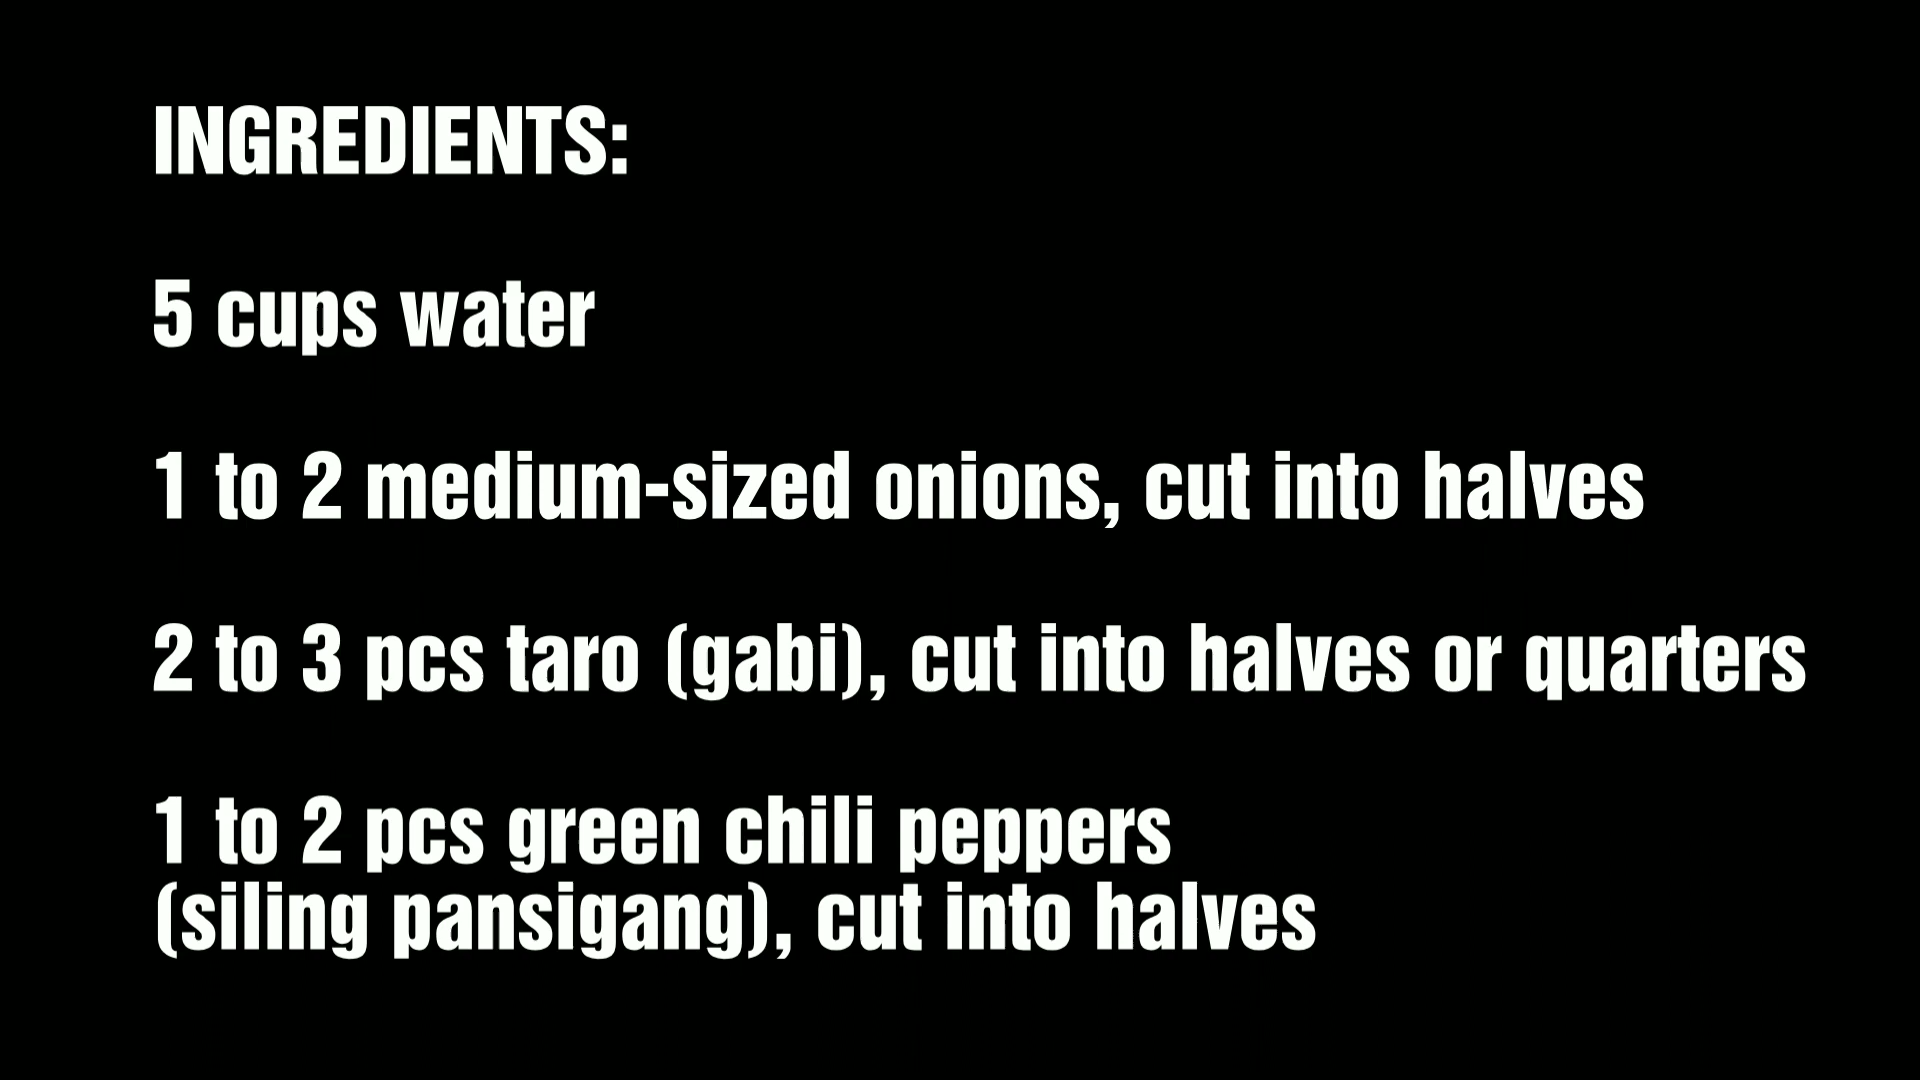 INGREDIENTS:
5 cups water
1 to 2 medium-sized onions, cut into halves
2 to 3 pcs taro (gabi), cut into halves or quarters
1 to 2 pcs green chili peppers
(siling pansigang), cut into halves